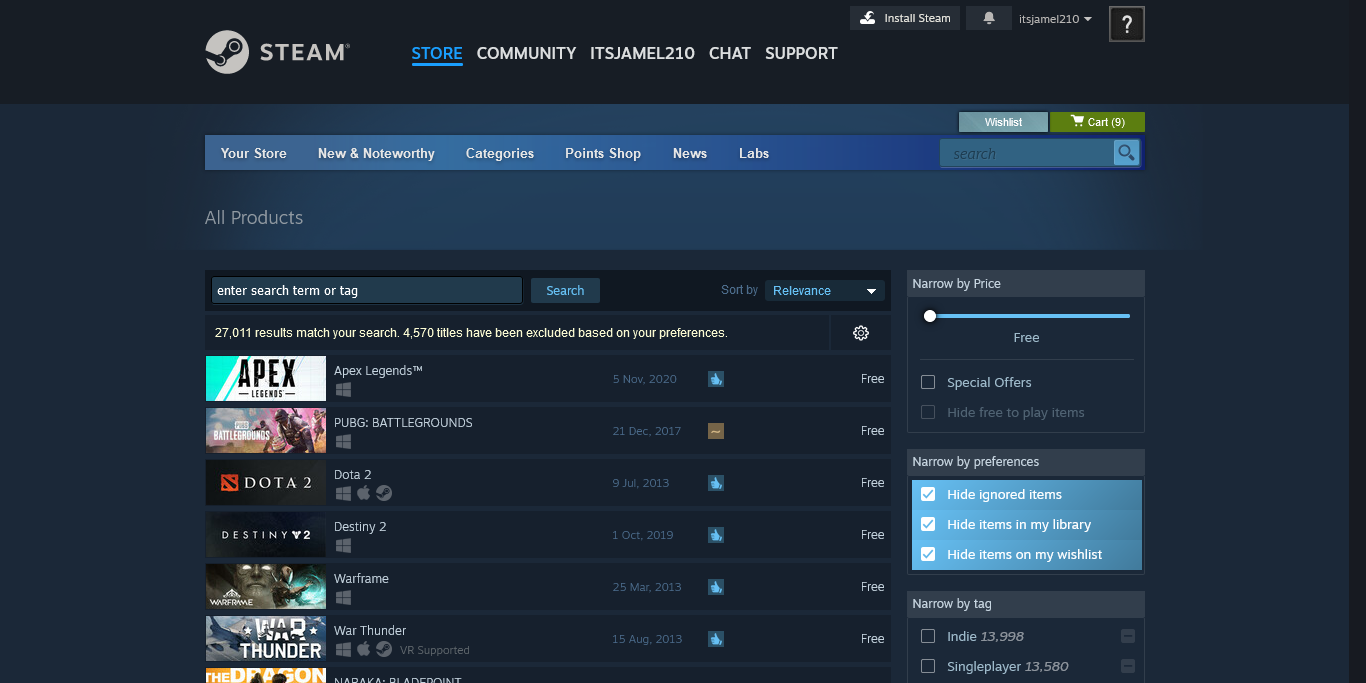 Install Steam
itsjamel210
?
STEAM®
STORE COMMUNITY ITSJAMEL210 CHAT SUPPORT
Wishlist
Cart (9)
Your Store New & Noteworthy Categories Points Shop News Labs
search
All Products
enter search term or tag
Search
Sort by Relevance
27,011 results match your search. 4,570 titles have been excluded based on your preferences.
APEX
LEGENDS
Apex Legends™
5 Nov, 2020
Free
PUBG
BATTLEGROUNDS
PUBG: BATTLEGROUNDS
21 Dec, 2017
Free
DOTA 2
Dota 2
9 Jul, 2013
Free
DESTINY 2
Destiny 2
1 Oct, 2019
Free
WARFRAME
Warframe
25 Mar, 2013
Free
WAR
THUNDER
War Thunder
VR Supported
15 Aug, 2013
Free
THE DRAGON
NARAKA: BLADEPOINT
Narrow by Price
Free
Special Offers
Hide free to play items
Narrow by preferences
Hide ignored items
Hide items in my library
Hide items on my wishlist
Narrow by tag
Indie 13,998
Singleplayer 13,580